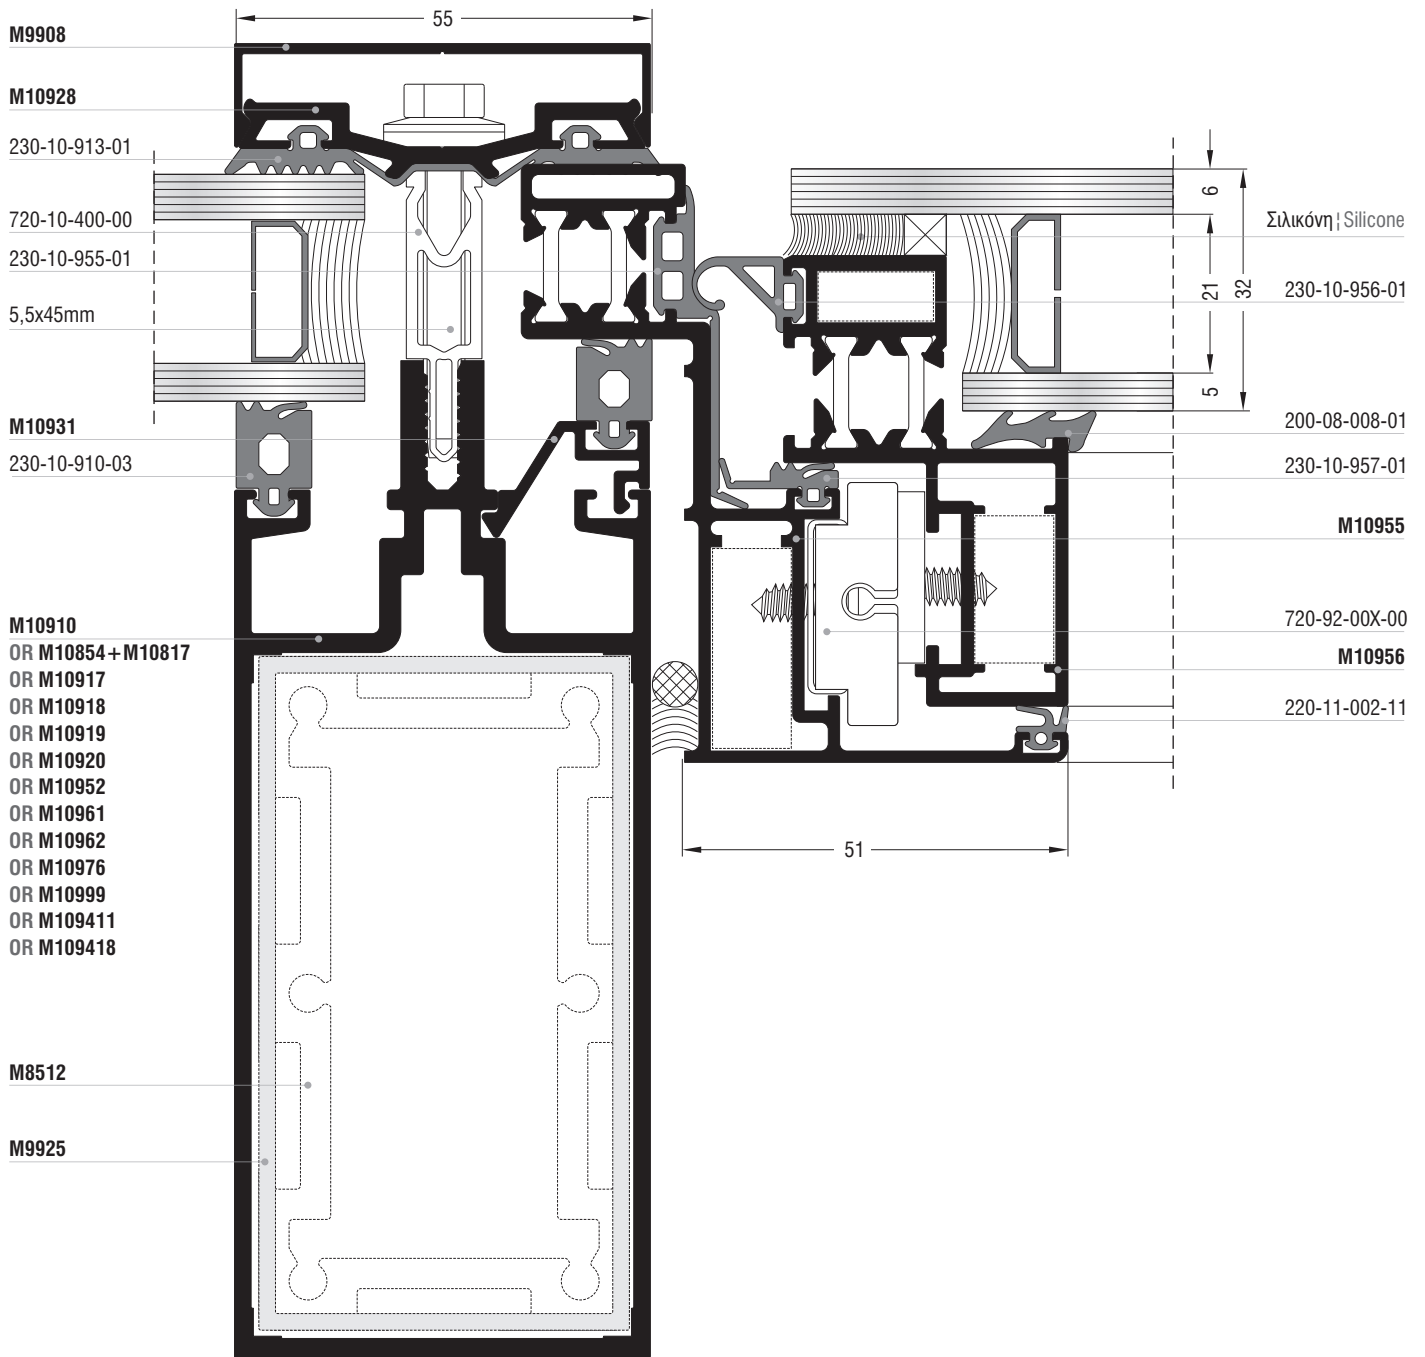 55
M9908
M10928
230-10-913-01
720-10-400-00
230-10-955-01
5,5x45mm
M10931
230-10-910-03
M10910
OR M10854+M10817
OR M10917
OR M10918
OR M10919
OR M10920
OR M10952
OR M10961
OR M10962
OR M10976
OR M10999
OR M109411
OR M109418
M8512
M9925
6
21
32
5
Σιλικόνη ¦ Silicone
230-10-956-01
200-08-008-01
230-10-957-01
M10955
720-92-00X-00
M10956
220-11-002-11
51